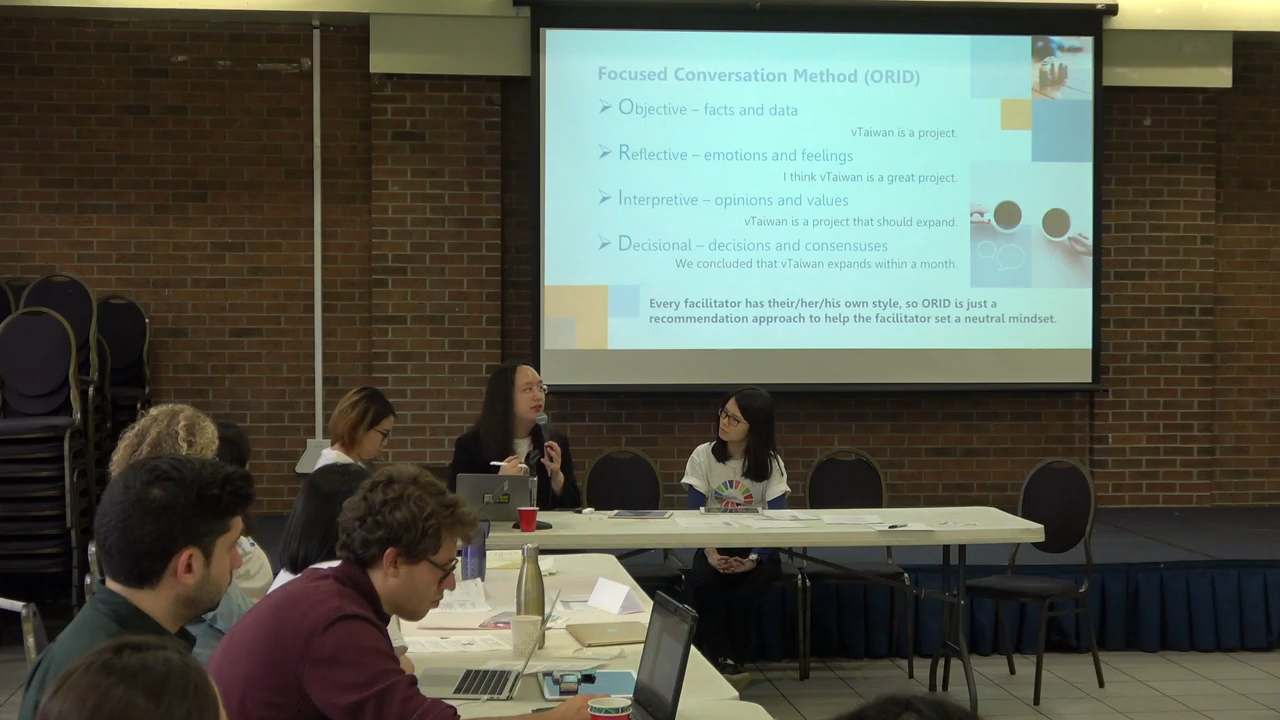 Focused Conversation Method (ORID)
Objective – facts and data
vTaiwan is a project.
Reflective – emotions and feelings
I think vTaiwan is a great project.
Interpretive – opinions and values
vTaiwan is a project that should expand.
Decisional – decisions and consensuses
We concluded that vTaiwan expands within a month.
Every facilitator has their/her/his own style, so ORID is just a
recommendation approach to help the facilitator set a neutral mindset.